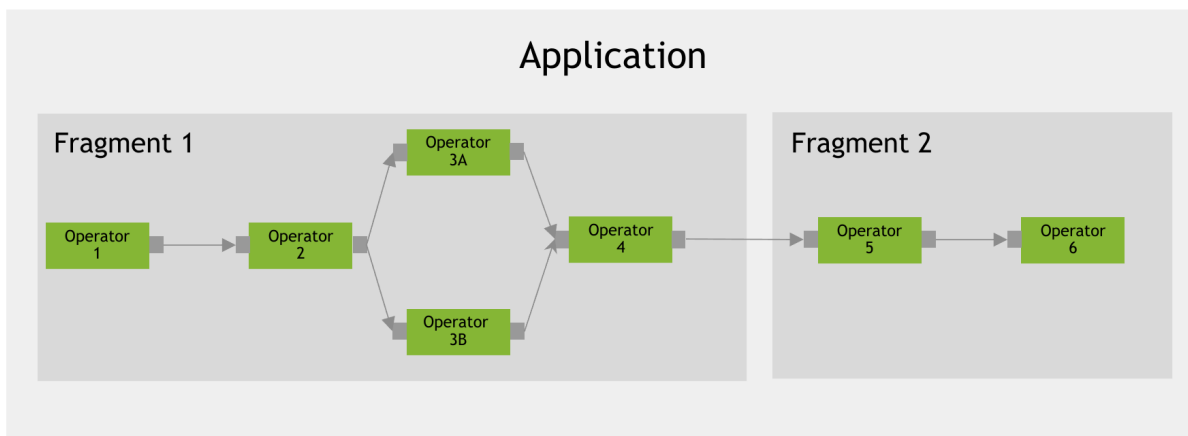 Application
Fragment 1
Operator
1
Operator
2
Operator
3A
Operator
3B
Operator
4
Fragment 2
Operator
5
Operator
6